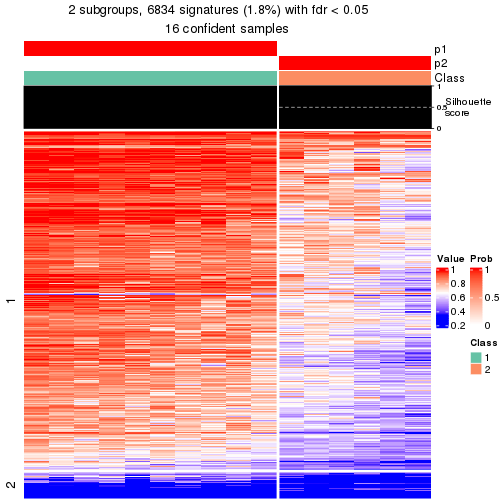 2 subgroups, 6834 signatures (1.8%) with fdr < 0.05
16 confident samples
p1
p2
Class
1
0.5
0
Silhouette
score
1
2
Value
1
0.8
0.6
0.4
0.2
Prob
1
0.5
0
Class
1
2